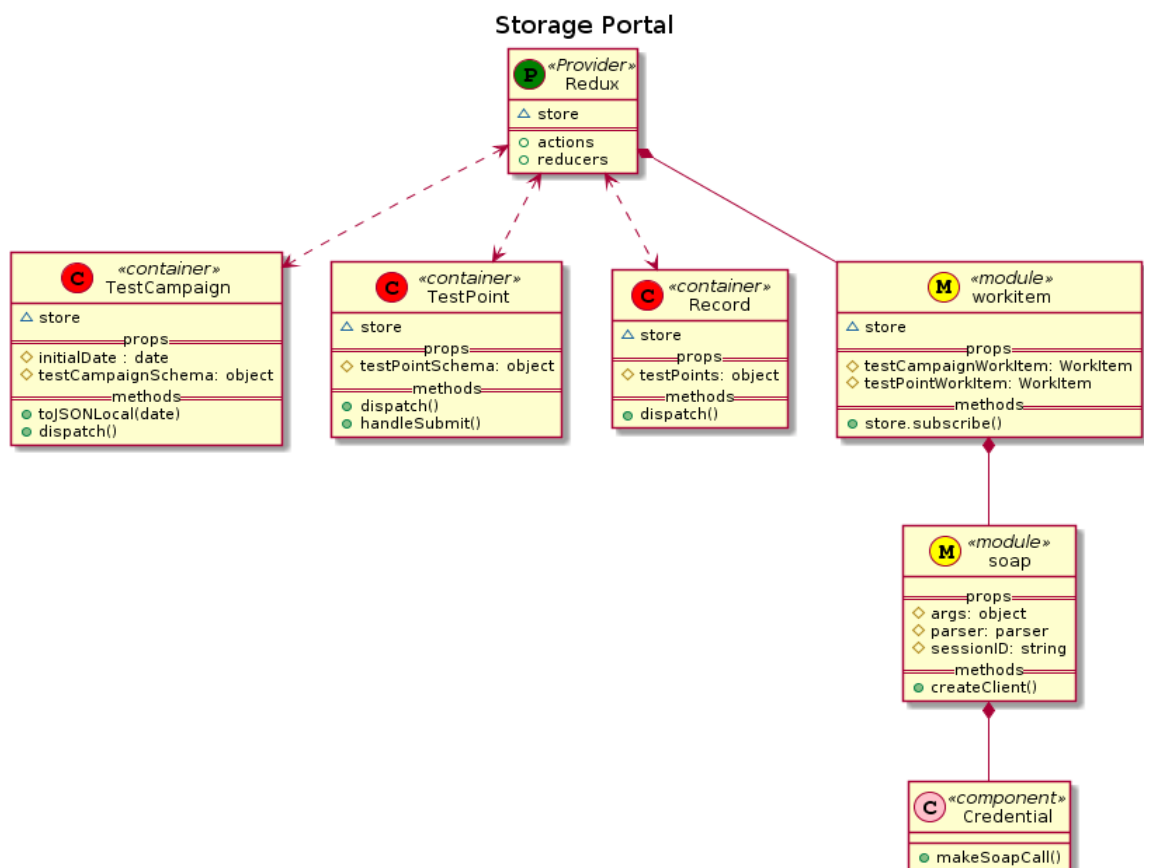 Storage Portal
P «Provider»
Redux
store
actions
reducers
C «container»
TestCampaign
store
props
initialDate : date
testCampaignSchema: object
methods
toJSONLocal(date)
dispatch()
C «container»
TestPoint
store
props
testPointSchema: object
methods
dispatch()
handleSubmit()
C «container»
Record
store
props
testPoints: object
methods
dispatch()
M «module»
workitem
store
props
testCampaignWorkItem: WorkItem
testPointWorkItem: WorkItem
methods
store.subscribe()
M «module»
soap
props
args: object
parser: parser
sessionID: string
methods
createClient()
C «component»
Credential
makeSoapCall()